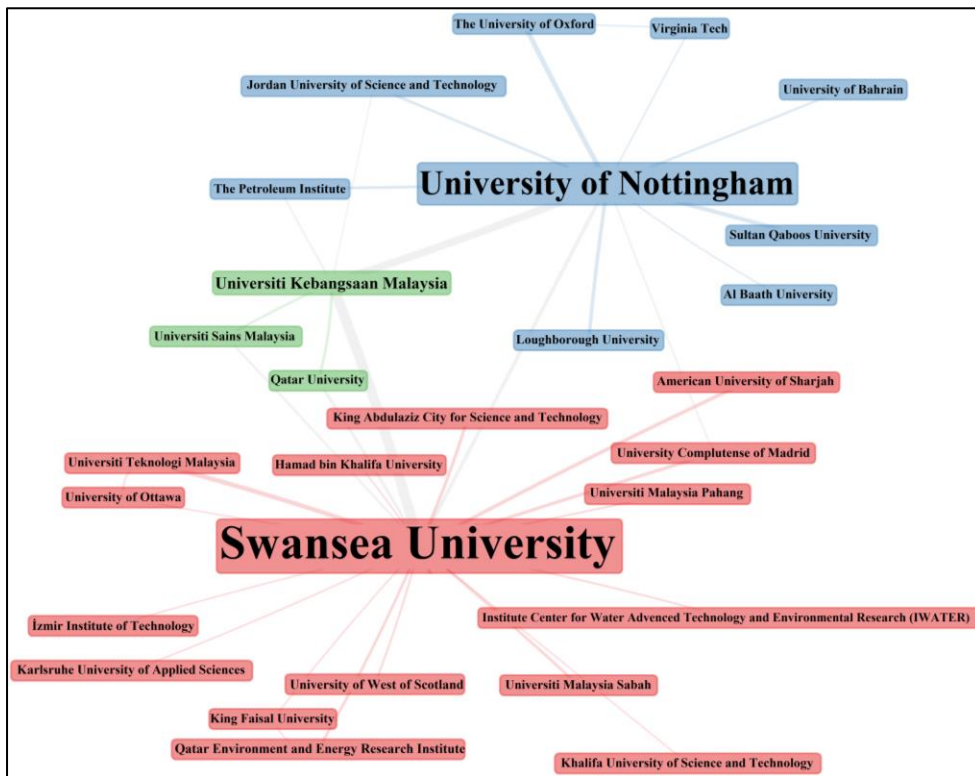 The University of Oxford
Virginia Tech
Jordan University of Science and Technology
University of Bahrain
University of Nottingham
The Petroleum Institute
Sultan Qaboos University
Universiti Kebangsaan Malaysia
Al Baath University
Universiti Sains Malaysia
Loughborough University
Qatar University
American University of Sharjah
King Abdulaziz City for Science and Technology
University Complutense of Madrid
Universiti Teknologi Malaysia
Hamad bin Khalifa University
University of Ottawa
Universiti Malaysia Pahang
Swansea University
Institute Center for Water Advenced Technology and Environmental Research (IWATER)
İzmir Institute of Technology
Karlsruhe University of Applied Sciences
University of West of Scotland
Universiti Malaysia Sabah
King Faisal University
Qatar Environment and Energy Research Institute
Khalifa University of Science and Technology